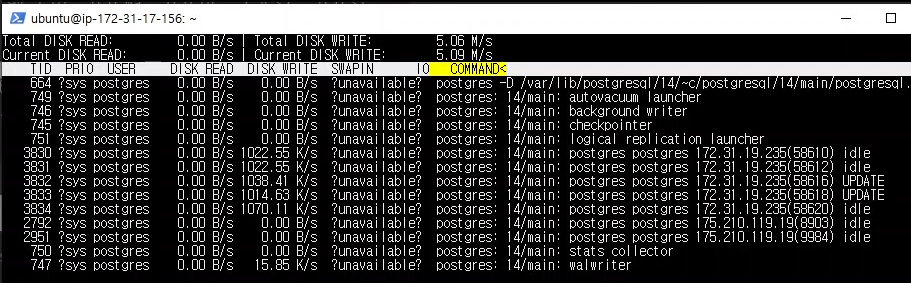 ubuntu@ip-172-31-17-156: ~
Total DISK READ: 0.00 B/s | Total DISK WRITE: 5.06 M/s
Current DISK READ: 0.00 B/s | Current DISK WRITE: 5.09 M/s
TID PRIO USER DISK READ DISK WRITE SWAPIN IO COMMAND<
664 ?sys postgres 0.00 B/s 0.00 B/s ?unavailable? postgres -D /var/lib/postgresql/14/~c/postgresql/14/main/postgresql.
749 ?sys postgres 0.00 B/s 0.00 B/s ?unavailable? postgres: 14/main: autovacuum launcher
746 ?sys postgres 0.00 B/s 0.00 B/s ?unavailable? postgres: 14/main: background writer
745 ?sys postgres 0.00 B/s 0.00 B/s ?unavailable? postgres: 14/main: checkpointer
751 ?sys postgres 0.00 B/s 0.00 B/s ?unavailable? postgres: 14/main: logical replication launcher
3830 ?sys postgres 0.00 B/s 1022.55 K/s ?unavailable? postgres: 14/main: postgres postgres 172.31.19.235(58610) idle
3831 ?sys postgres 0.00 B/s 1022.55 K/s ?unavailable? postgres: 14/main: postgres postgres 172.31.19.235(58612) idle
3832 ?sys postgres 0.00 B/s 1038.41 K/s ?unavailable? postgres: 14/main: postgres postgres 172.31.19.235(58616) UPDATE
3833 ?sys postgres 0.00 B/s 1014.63 K/s ?unavailable? postgres: 14/main: postgres postgres 172.31.19.235(58618) UPDATE
3834 ?sys postgres 0.00 B/s 1070.11 K/s ?unavailable? postgres: 14/main: postgres postgres 172.31.19.235(58620) idle
2792 ?sys postgres 0.00 B/s 0.00 B/s ?unavailable? postgres: 14/main: postgres postgres 175.210.119.19(8903) idle
2951 ?sys postgres 0.00 B/s 0.00 B/s ?unavailable? postgres: 14/main: postgres postgres 175.210.119.19(9984) idle
750 ?sys postgres 0.00 B/s 0.00 B/s ?unavailable? postgres: 14/main: stats collector
747 ?sys postgres 0.00 B/s 15.85 K/s ?unavailable? postgres: 14/main: walwriter